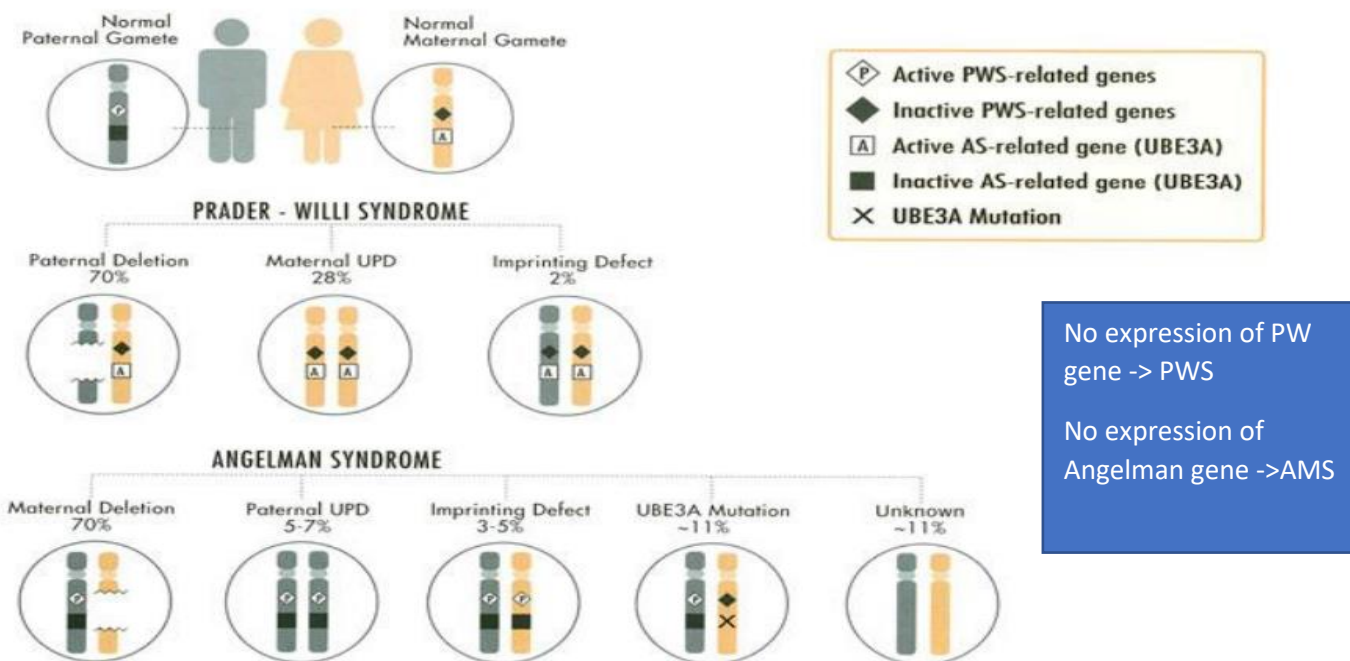 Normal
Paternal Gamete
Normal
Maternal Gamete
P
A
P Active PWS-related genes
Inactive PWS-related genes
A Active AS-related gene (UBE3A)
Inactive AS-related gene (UBE3A)
UBE3A Mutation
PRADER - WILLI SYNDROME
Paternal Deletion
70%
Maternal UPD
28%
Imprinting Defect
2%
A
A A
A A
No expression of PW
gene -> PWS
No expression of
Angelman gene ->AMS
ANGELMAN SYNDROME
Maternal Deletion
70%
Paternal UPD
5-7%
Imprinting Defect
3-5%
UBE3A Mutation
~11%
Unknown
~11%
P
P P
P P
P